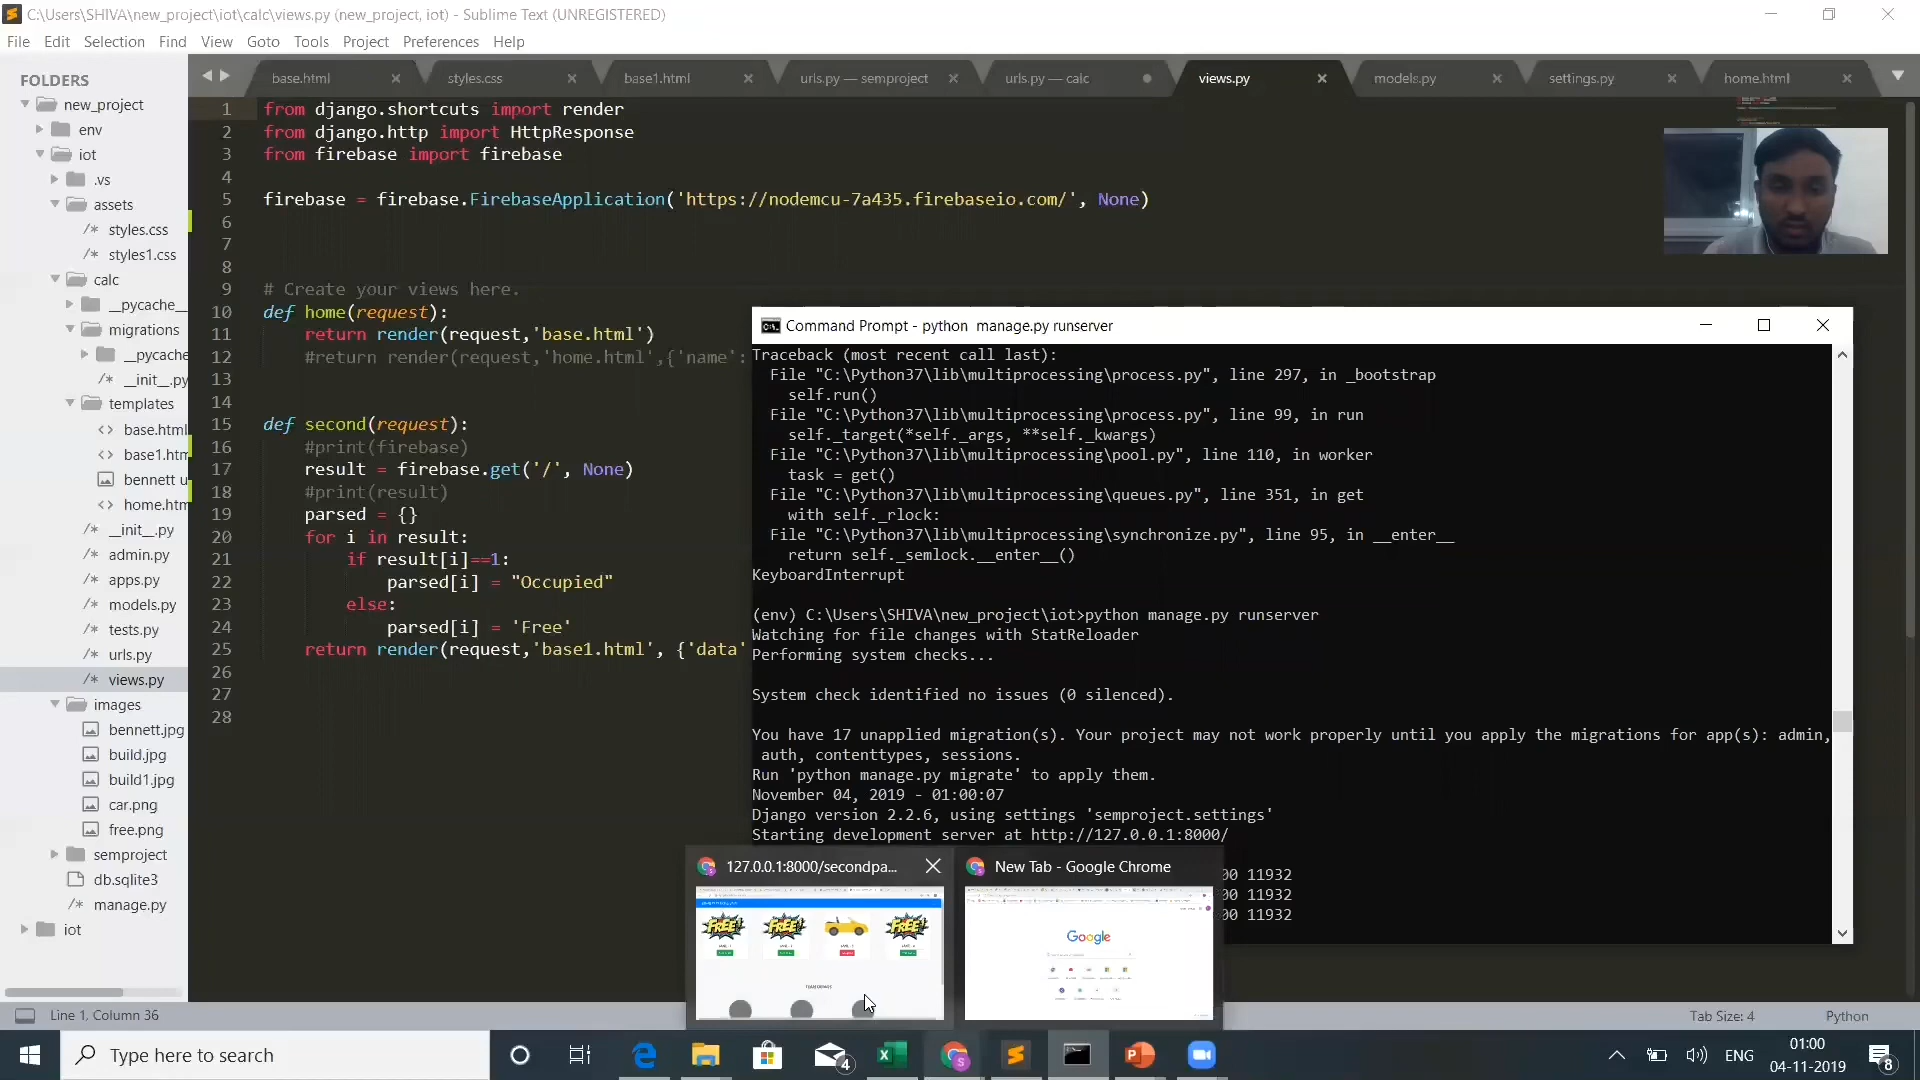 C:\Users\SHIVA\new_project\iot\calc\views.py (new_project, iot) - Sublime Text (UNREGISTERED)
File Edit Selection Find View Goto Tools Project Preferences Help
FOLDERS
new_project
env
iot
.vs
assets
styles.css
styles1.css
calc
__pycache__
migrations
__pycache
__init__.py
templates
base.html
base1.htm
bennett u
home.htm
__init__.py
admin.py
apps.py
models.py
tests.py
urls.py
views.py
images
bennett.jpg
build.jpg
build1.jpg
car.png
free.png
semproject
db.sqlite3
manage.py
iot
base.html styles.css base1.html urls.py — semproject urls.py — calc views.py models.py settings.py home.html
1 from django.shortcuts import render
2 from django.http import HttpResponse
3 from firebase import firebase
4
5 firebase = firebase.FirebaseApplication('https://nodemcu-7a435.firebaseio.com/', None)
6
7
8
9 # Create your views here.
10 def home(request):
11 return render(request,'base.html')
12 #return render(request,'home.html',{'name':
13
14
15 def second(request):
16 #print(firebase)
17 result = firebase.get('/', None)
18 #print(result)
19 parsed = {}
20 for i in result:
21 if result[i]==1:
22 parsed[i] = "Occupied"
23 else:
24 parsed[i] = 'Free'
25 return render(request,'base1.html', {'data'
26
27
28
Command Prompt - python manage.py runserver
Traceback (most recent call last):
File "C:\Python37\lib\multiprocessing\process.py", line 297, in _bootstrap
self.run()
File "C:\Python37\lib\multiprocessing\process.py", line 99, in run
self._target(*self._args, **self._kwargs)
File "C:\Python37\lib\multiprocessing\pool.py", line 110, in worker
task = get()
File "C:\Python37\lib\multiprocessing\queues.py", line 351, in get
with self._rlock:
File "C:\Python37\lib\multiprocessing\synchronize.py", line 95, in __enter__
return self._semlock.__enter__()
KeyboardInterrupt
(env) C:\Users\SHIVA\new_project\iot>python manage.py runserver
Watching for file changes with StatReloader
Performing system checks...
System check identified no issues (0 silenced).
You have 17 unapplied migration(s). Your project may not work properly until you apply the migrations for app(s): admin,
auth, contenttypes, sessions.
Run 'python manage.py migrate' to apply them.
November 04, 2019 - 01:00:07
Django version 2.2.6, using settings 'semproject.settings'
Starting development server at http://127.0.0.1:8000/
00 11932
00 11932
00 11932
127.0.0.1:8000/secondpa...
New Tab - Google Chrome
FREE! FREE! FREE!
Google
Line 1, Column 36
Tab Size: 4 Python
Type here to search
4
ENG
01:00
04-11-2019
8